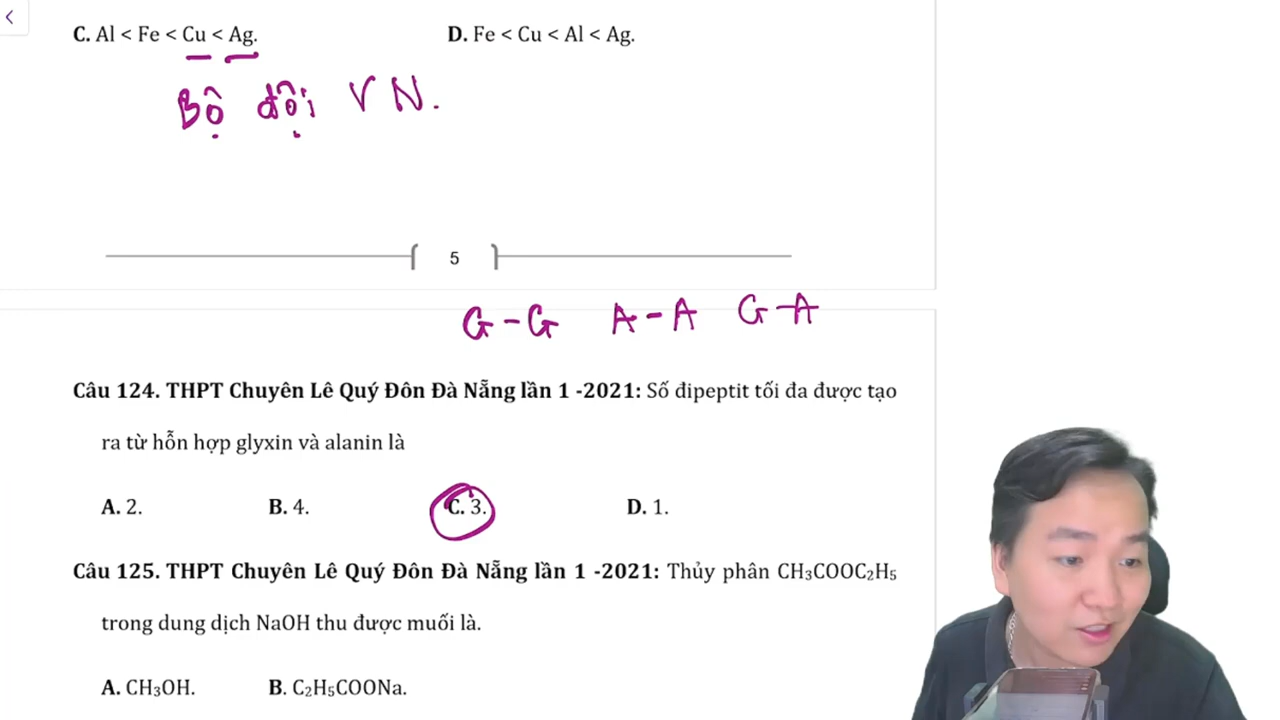 C. Al < Fe < Cu < Ag. D. Fe < Cu < Al < Ag.
Bộ đội VN.
5
G-G A-A G-A
Câu 124. THPT Chuyên Lê Quý Đôn Đà Nẵng lần 1 -2021: Số đipeptit tối đa được tạo
ra từ hỗn hợp glyxin và alanin là
A. 2. B. 4. C. 3. D. 1.
Câu 125. THPT Chuyên Lê Quý Đôn Đà Nẵng lần 1 -2021: Thủy phân CH₃COOC₂H₅
trong dung dịch NaOH thu được muối là.
A. CH₃OH. B. C₂H₅COONa.